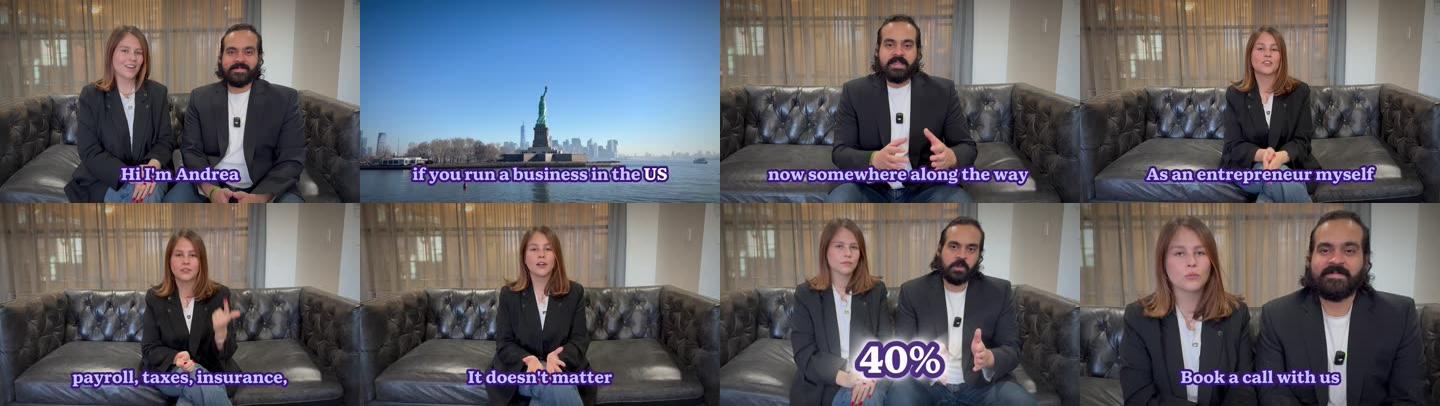 Hi I'm Andrea
if you run a business in the US
now somewhere along the way
As an entrepreneur myself
payroll, taxes, insurance,
It doesn't matter
40%
Book a call with us